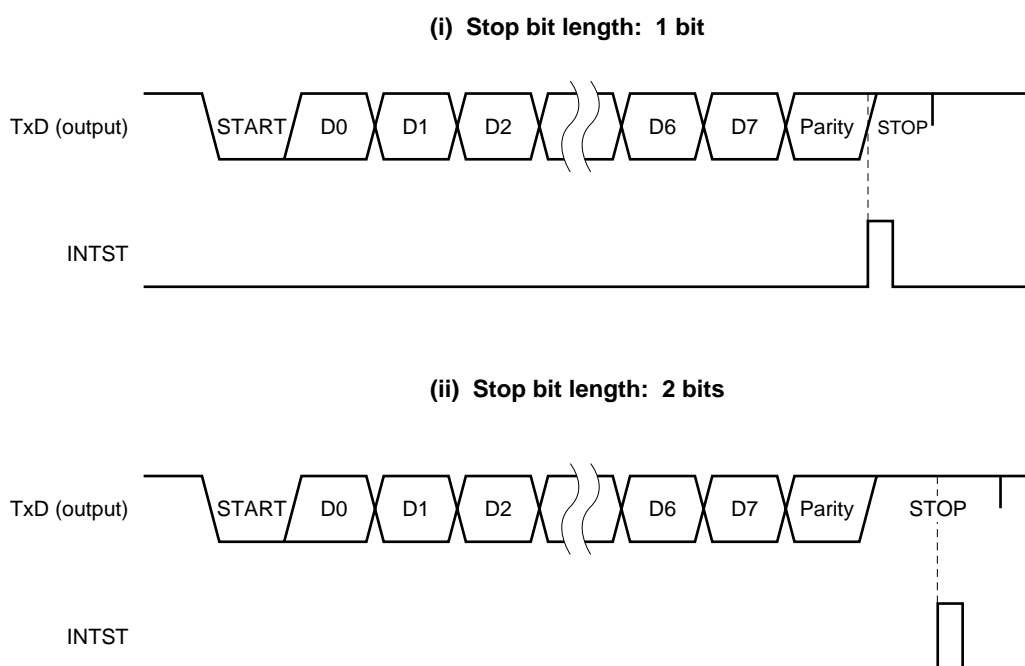 (i) Stop bit length: 1 bit
TxD (output) START D0 D1 D2 D6 D7 Parity STOP
INTST
(ii) Stop bit length: 2 bits
TxD (output) START D0 D1 D2 D6 D7 Parity STOP
INTST